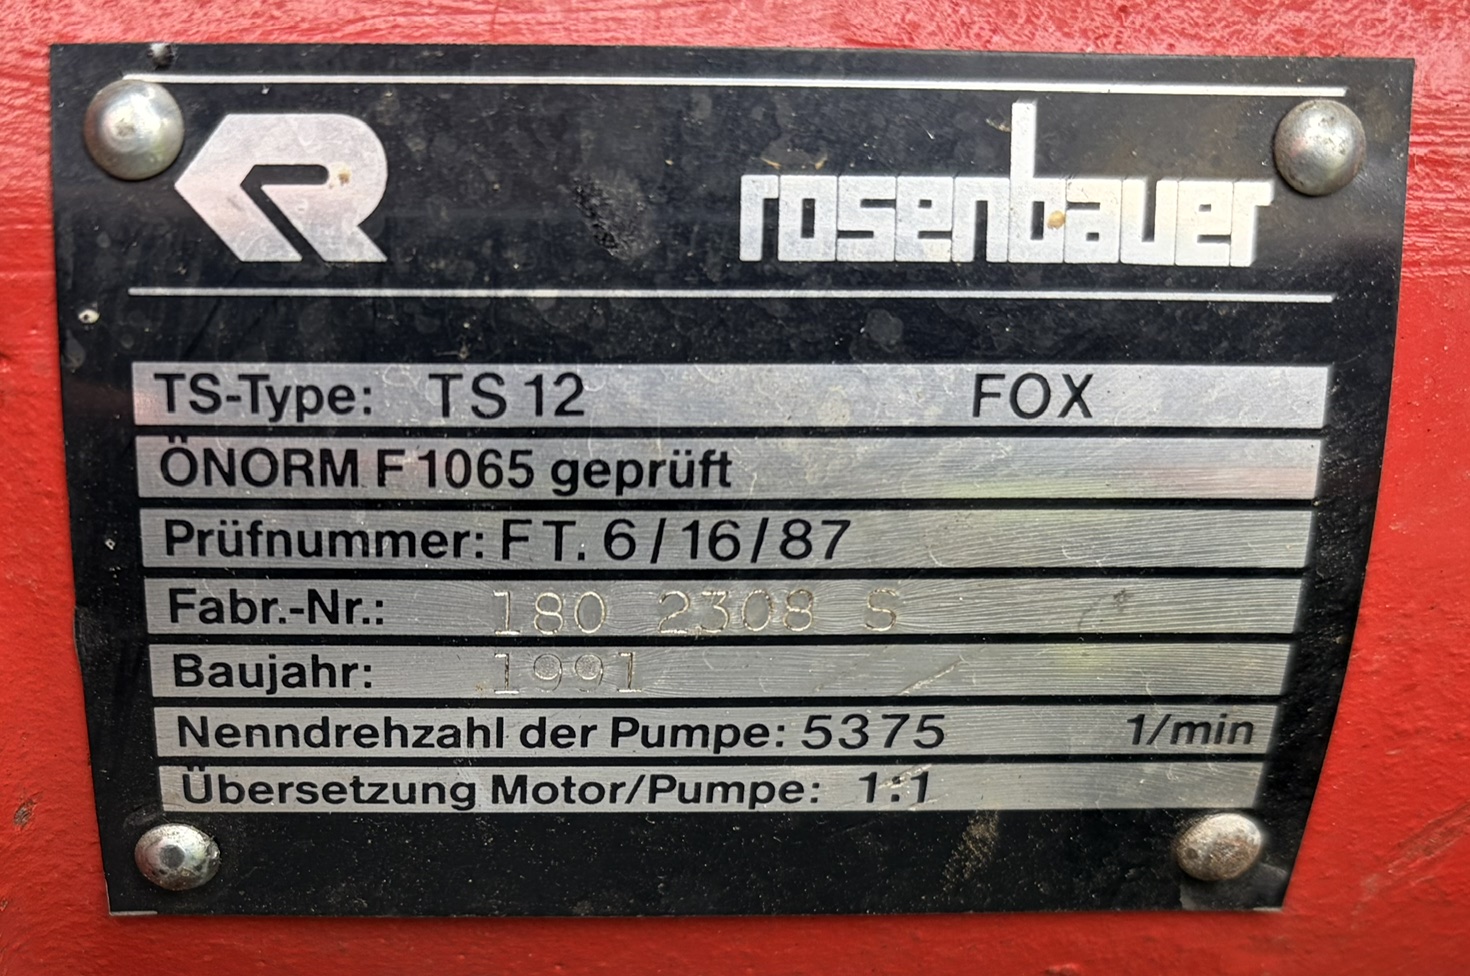 rosenbauer
TS-Type: TS 12 FOX
ÖNORM F 1065 geprüft
Prüfnummer: FT. 6/16/87
Fabr.-Nr.: 180 2308 S
Baujahr: 1991
Nenndrehzahl der Pumpe: 5375 1/min
Übersetzung Motor/Pumpe: 1:1